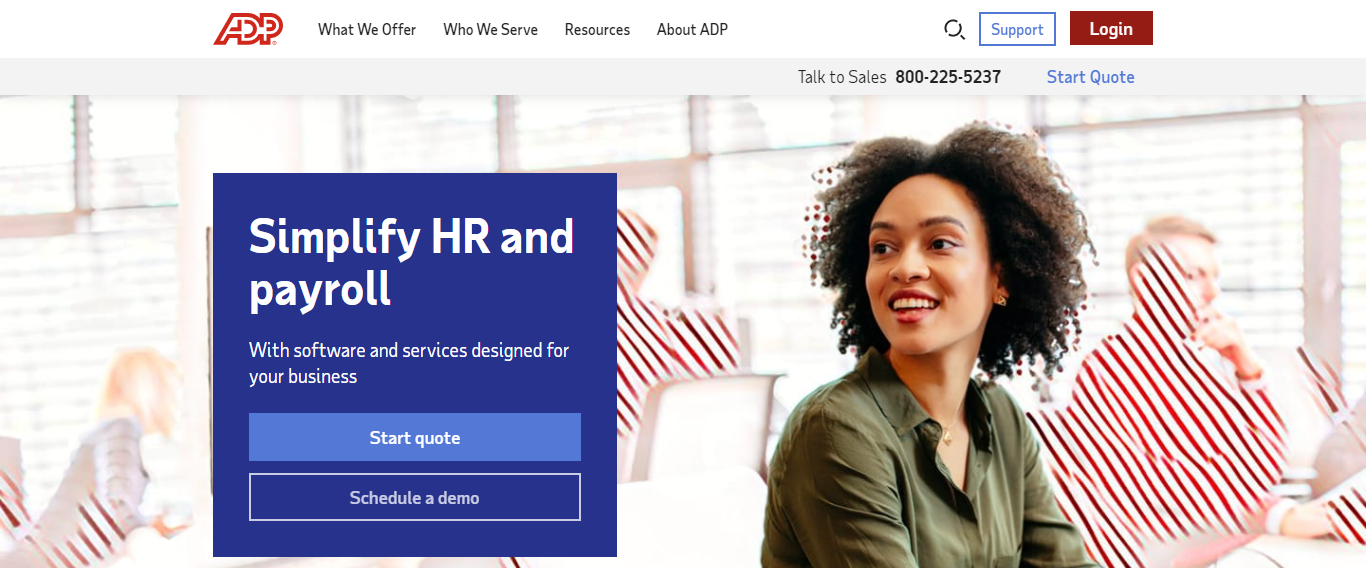 ADP
What We Offer
Who We Serve
Resources
About ADP
Support
Login
Talk to Sales 800-225-5237
Start Quote
Simplify HR and
payroll
With software and services designed for
your business
Start quote
Schedule a demo